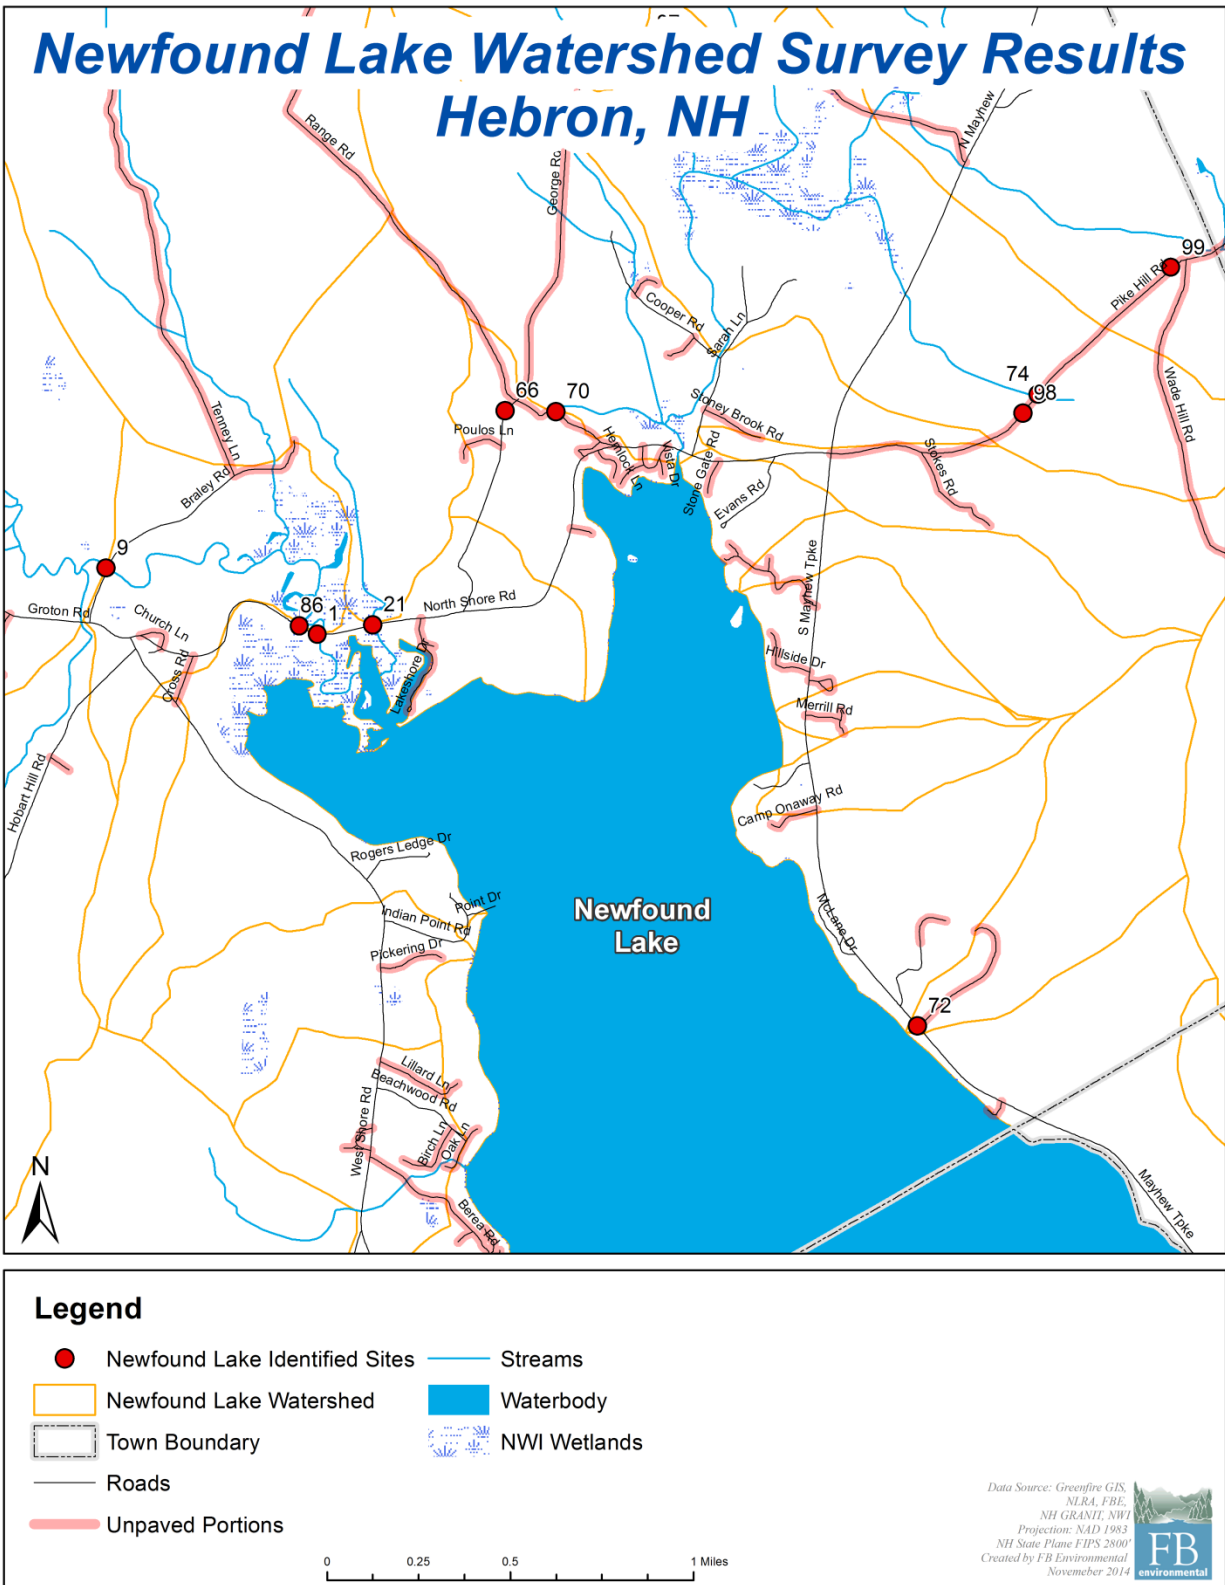 Newfound Lake Watershed Survey Results
Hebron, NH
Range Rd
George Rd
N Mayhew
99
Pike Hill Rd
Cooper Rd
Sarah Ln
74
98
Wade Hill Rd
66
70
Stoney Brook Rd
Poulos Ln
Hemlock Ln
Vista Dr
Stone Gate Rd
Stokes Rd
Tenney Ln
Braley Rd
Evans Rd
9
S Mayhew Tpke
Groton Rd
Church Ln
86
1
21
North Shore Rd
Cross Rd
Lakeshore Dr
Hillside Dr
Merrill Rd
Hobart Hill Rd
Camp Onaway Rd
Rogers Ledge Dr
Point Dr
Indian Point Rd
Pickering Dr
McLane Dr
Newfound
Lake
72
Lillard Ln
Beachwood Rd
West Shore Rd
Birch Ln
Oak Ln
Berea Rd
Mayhew Tpke
N
Legend
Newfound Lake Identified Sites
Streams
Newfound Lake Watershed
Waterbody
Town Boundary
NWI Wetlands
Roads
Unpaved Portions
0 0.25 0.5 1 Miles
Data Source: Greenfire GIS,
NLRA, FBE,
NH GRANIT, NWI
Projection: NAD 1983
NH State Plane FIPS 2800'
Created by FB Environmental
Novemeber 2014
FB
environmental